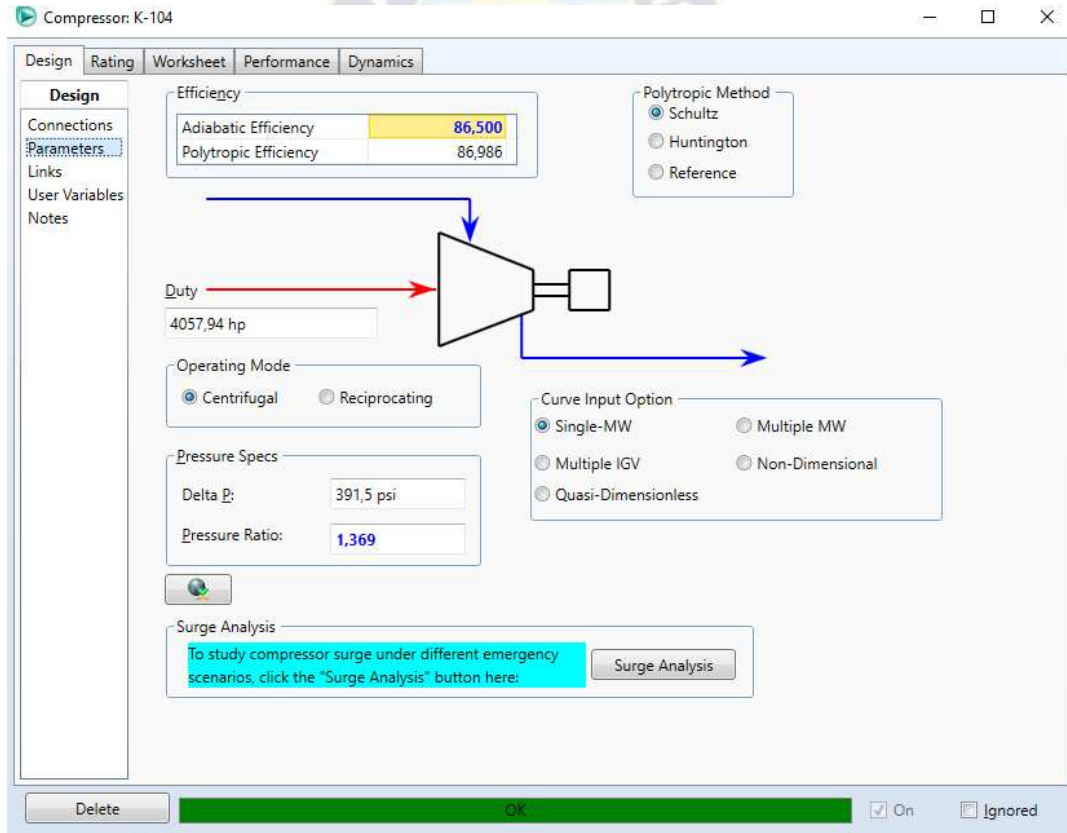 Compressor: K-104
Design Rating Worksheet Performance Dynamics
Design
Connections
Parameters
Links
User Variables
Notes
Efficiency
Adiabatic Efficiency 86,500
Polytropic Efficiency 86,986
Polytropic Method
Schultz
Huntington
Reference
Duty
4057,94 hp
Operating Mode
Centrifugal Reciprocating
Curve Input Option
Single-MW Multiple MW
Multiple IGV Non-Dimensional
Quasi-Dimensionless
Pressure Specs
Delta P: 391,5 psi
Pressure Ratio: 1,369
Surge Analysis
To study compressor surge under different emergency
scenarios, click the "Surge Analysis" button here:
Surge Analysis
Delete OK On Ignored